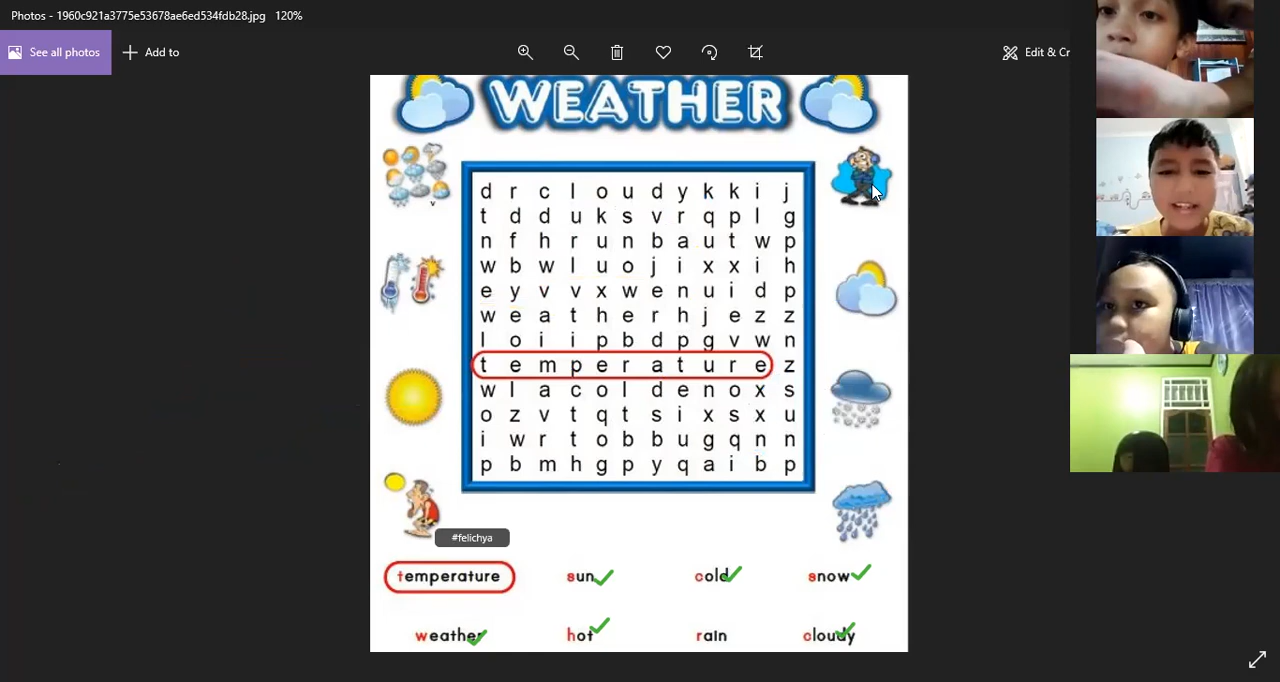 Photos - 1960c921a3775e53678ae6ed534fdb28.jpg 120%
See all photos
Add to
Edit & Cr
WEATHER
d r c l o u d y k k i j
t d d u k s v r q p l g
n f h r u n b a u t w p
w b w l u o j i x x i h
e y v v x w e n u i d p
w e a t h e r h j e z z
l o i i p b d p g v w n
t e m p e r a t u r e z
w l a c o l d e n o x s
o z v t q t s i x s x u
i w r t o b b u g q n n
p b m h g p y q a i b p
v
#felichya
temperature sun cold snow
weather hot rain cloudy